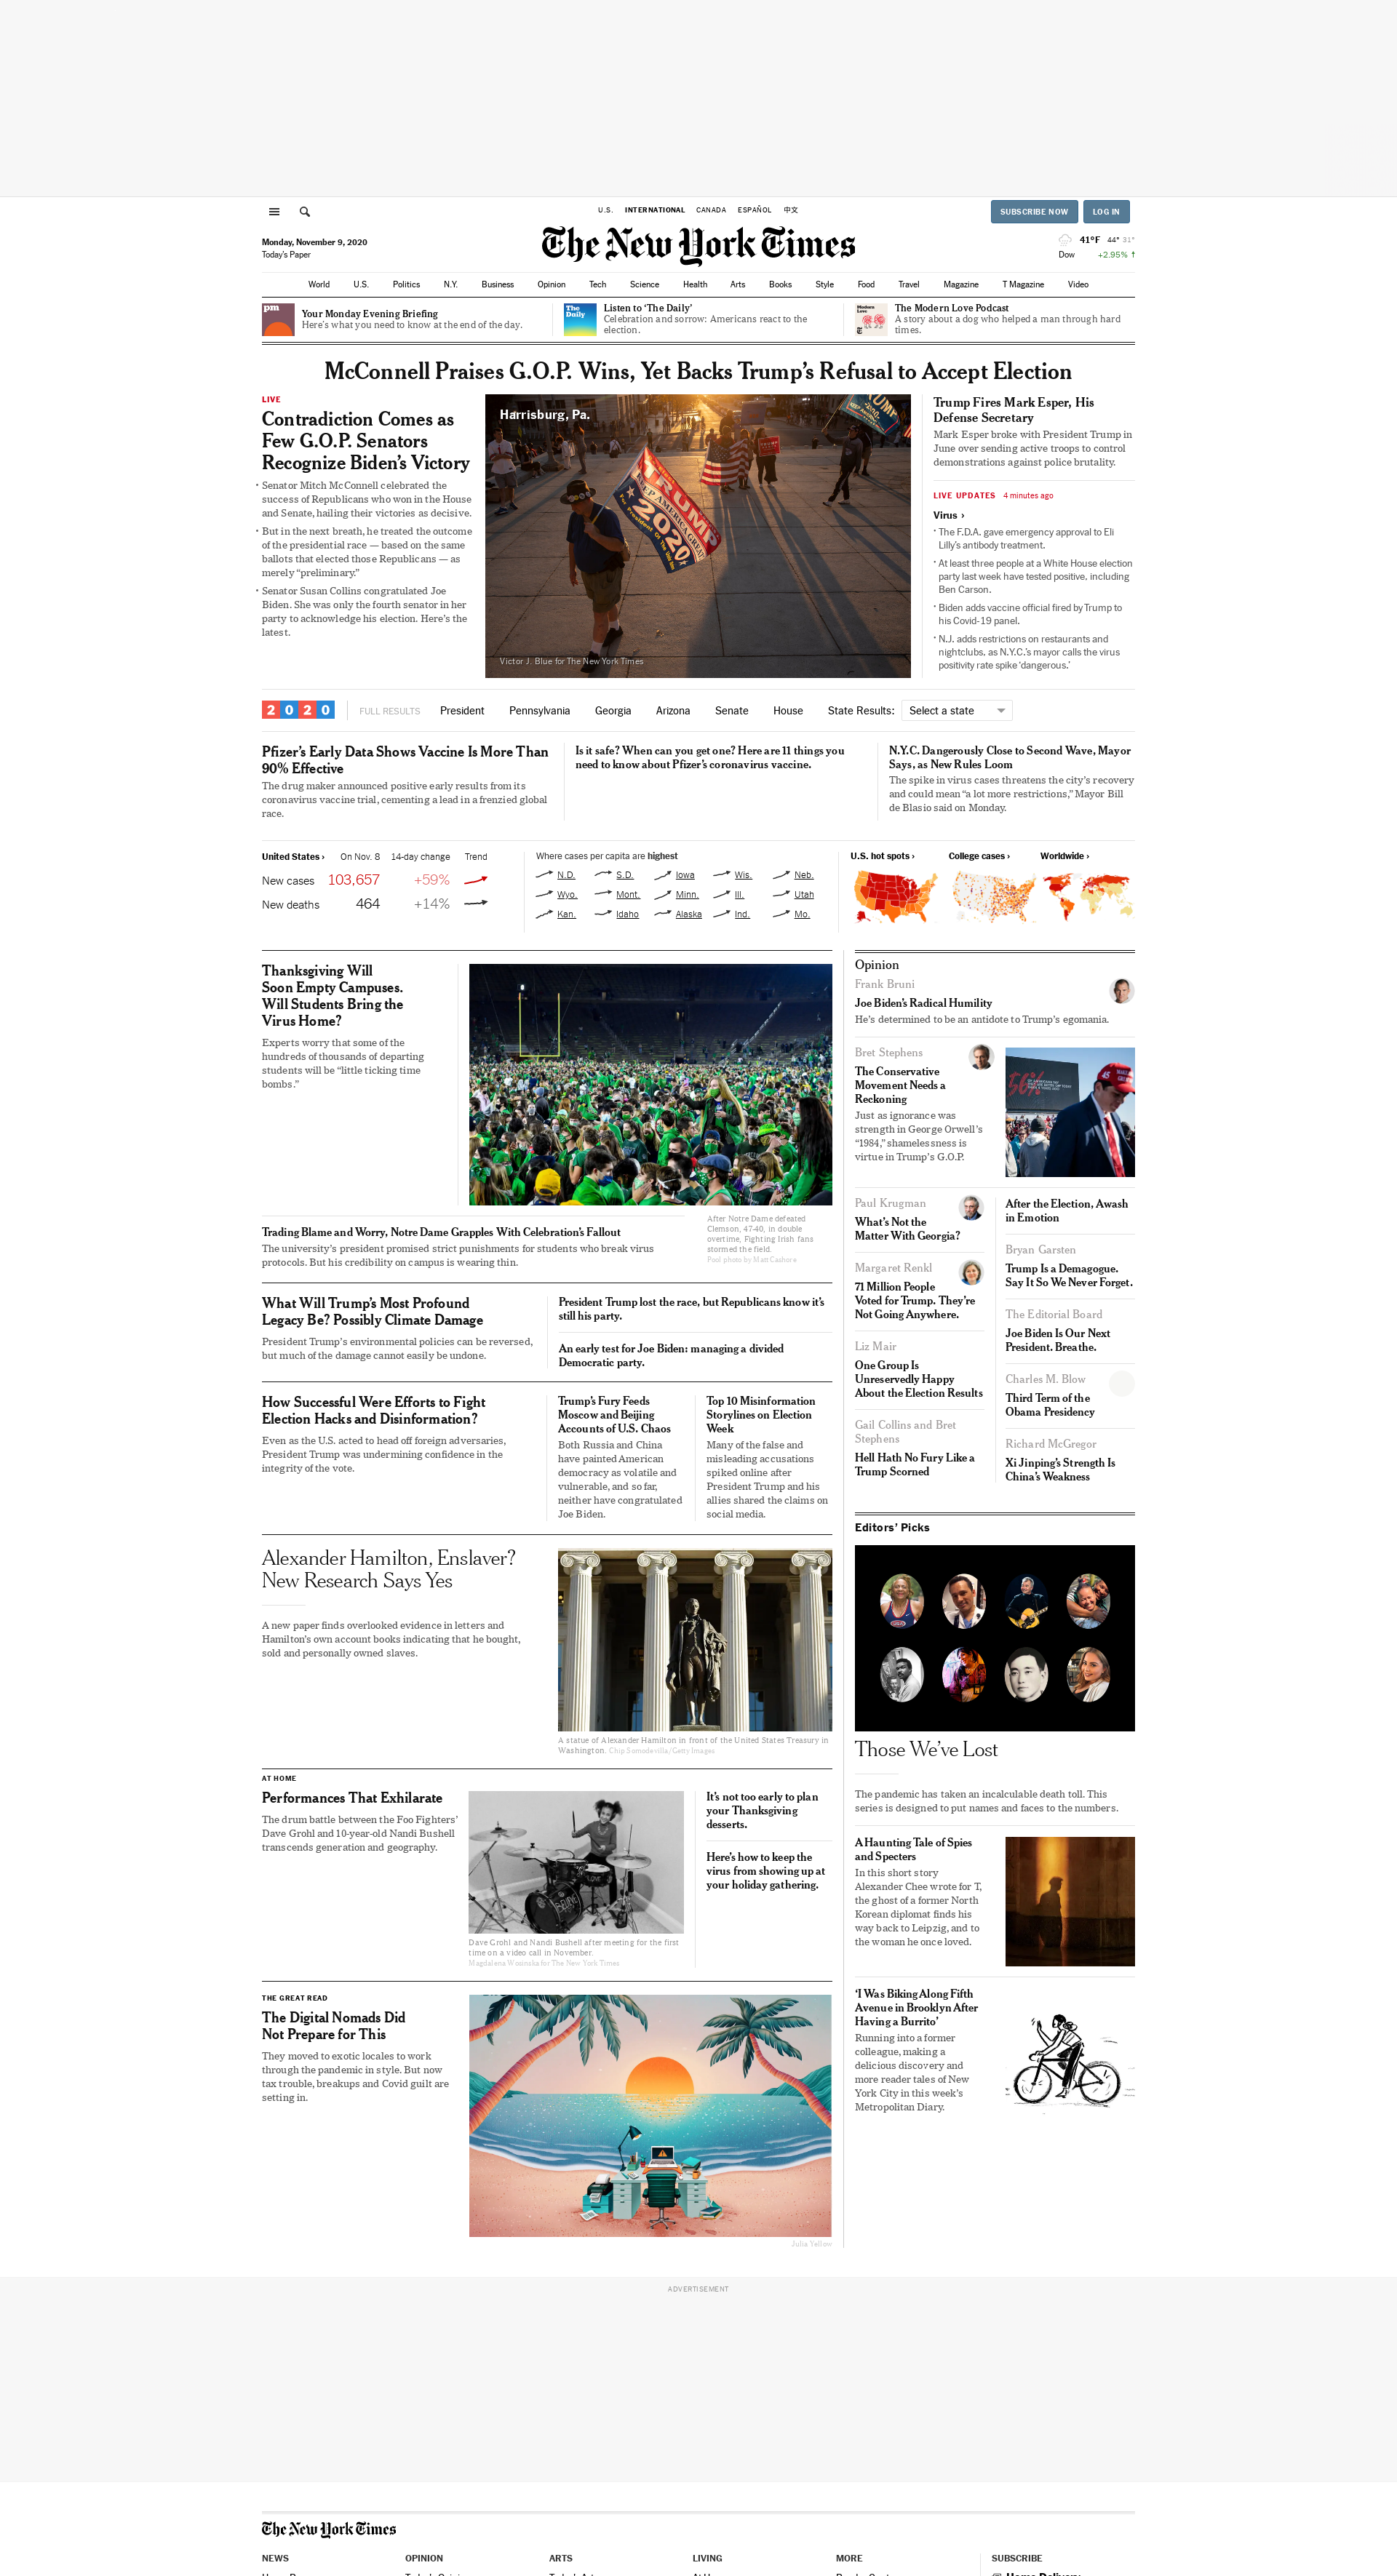 U.S. INTERNATIONAL CANADA ESPAÑOL 中文
SUBSCRIBE NOW LOG IN
Monday, November 9, 2020
Today's Paper
The New York Times
41°F 44° 31°
Dow +2.95% ↑
World U.S. Politics N.Y. Business Opinion Tech Science Health Arts Books Style Food Travel Magazine T Magazine Video
pm
Your Monday Evening Briefing
Here's what you need to know at the end of the day.
The Daily
Listen to ‘The Daily’
Celebration and sorrow: Americans react to the
election.
Modern Love
The Modern Love Podcast
A story about a dog who helped a man through hard
times.
McConnell Praises G.O.P. Wins, Yet Backs Trump’s Refusal to Accept Election
LIVE
Contradiction Comes as
Few G.O.P. Senators
Recognize Biden’s Victory
• Senator Mitch McConnell celebrated the
success of Republicans who won in the House
and Senate, hailing their victories as decisive.
• But in the next breath, he treated the outcome
of the presidential race — based on the same
ballots that elected those Republicans — as
merely “preliminary.”
• Senator Susan Collins congratulated Joe
Biden. She was only the fourth senator in her
party to acknowledge his election. Here’s the
latest.
Harrisburg, Pa.
TRUMP
KEEP AMERICA GREAT!
For President 2020
Victor J. Blue for The New York Times
Trump Fires Mark Esper, His
Defense Secretary
Mark Esper broke with President Trump in
June over sending active troops to control
demonstrations against police brutality.
LIVE UPDATES 4 minutes ago
Virus ›
• The F.D.A. gave emergency approval to Eli
Lilly’s antibody treatment.
• At least three people at a White House election
party last week have tested positive, including
Ben Carson.
• Biden adds vaccine official fired by Trump to
his Covid-19 panel.
• N.J. adds restrictions on restaurants and
nightclubs, as N.Y.C.’s mayor calls the virus
positivity rate spike ‘dangerous.’
2020 FULL RESULTS President Pennsylvania Georgia Arizona Senate House State Results: Select a state
Pfizer’s Early Data Shows Vaccine Is More Than
90% Effective
The drug maker announced positive early results from its
coronavirus vaccine trial, cementing a lead in a frenzied global
race.
Is it safe? When can you get one? Here are 11 things you
need to know about Pfizer’s coronavirus vaccine.
N.Y.C. Dangerously Close to Second Wave, Mayor
Says, as New Rules Loom
The spike in virus cases threatens the city’s recovery
and could mean “a lot more restrictions,” Mayor Bill
de Blasio said on Monday.
United States › On Nov. 8 14-day change Trend
New cases 103,657 +59%
New deaths 464 +14%
Where cases per capita are highest
N.D. S.D. Iowa Wis. Neb.
Wyo. Mont. Minn. Ill. Utah
Kan. Idaho Alaska Ind. Mo.
U.S. hot spots › College cases › Worldwide ›
Thanksgiving Will
Soon Empty Campuses.
Will Students Bring the
Virus Home?
Experts worry that some of the
hundreds of thousands of departing
students will be “little ticking time
bombs.”
Trading Blame and Worry, Notre Dame Grapples With Celebration’s Fallout
The university’s president promised strict punishments for students who break virus
protocols. But his credibility on campus is wearing thin.
After Notre Dame defeated
Clemson, 47-40, in double
overtime, Fighting Irish fans
stormed the field.
Pool photo by Matt Cashore
What Will Trump’s Most Profound
Legacy Be? Possibly Climate Damage
President Trump’s environmental policies can be reversed,
but much of the damage cannot easily be undone.
President Trump lost the race, but Republicans know it’s
still his party.
An early test for Joe Biden: managing a divided
Democratic party.
How Successful Were Efforts to Fight
Election Hacks and Disinformation?
Even as the U.S. acted to head off foreign adversaries,
President Trump was undermining confidence in the
integrity of the vote.
Trump’s Fury Feeds
Moscow and Beijing
Accounts of U.S. Chaos
Both Russia and China
have painted American
democracy as volatile and
vulnerable, and so far,
neither have congratulated
Joe Biden.
Top 10 Misinformation
Storylines on Election
Week
Many of the false and
misleading accusations
spiked online after
President Trump and his
allies shared the claims on
social media.
Alexander Hamilton, Enslaver?
New Research Says Yes
A new paper finds overlooked evidence in letters and
Hamilton’s own account books indicating that he bought,
sold and personally owned slaves.
A statue of Alexander Hamilton in front of the United States Treasury in
Washington. Chip Somodevilla/Getty Images
AT HOME
Performances That Exhilarate
The drum battle between the Foo Fighters’
Dave Grohl and 10-year-old Nandi Bushell
transcends generation and geography.
Dave Grohl and Nandi Bushell after meeting for the first
time on a video call in November.
Magdalena Wosinska for The New York Times
It’s not too early to plan
your Thanksgiving
desserts.
Here’s how to keep the
virus from showing up at
your holiday gathering.
THE GREAT READ
The Digital Nomads Did
Not Prepare for This
They moved to exotic locales to work
through the pandemic in style. But now
tax trouble, breakups and Covid guilt are
setting in.
Julia Yellow
Opinion
Frank Bruni
Joe Biden’s Radical Humility
He’s determined to be an antidote to Trump’s egomania.
Bret Stephens
The Conservative
Movement Needs a
Reckoning
Just as ignorance was
strength in George Orwell’s
“1984,” shamelessness is
virtue in Trump’s G.O.P.
Paul Krugman
What’s Not the
Matter With Georgia?
Margaret Renkl
71 Million People
Voted for Trump. They’re
Not Going Anywhere.
Liz Mair
One Group Is
Unreservedly Happy
About the Election Results
Gail Collins and Bret
Stephens
Hell Hath No Fury Like a
Trump Scorned
After the Election, Awash
in Emotion
Bryan Garsten
Trump Is a Demagogue.
Say It So We Never Forget.
The Editorial Board
Joe Biden Is Our Next
President. Breathe.
Charles M. Blow
Third Term of the
Obama Presidency
Richard McGregor
Xi Jinping’s Strength Is
China’s Weakness
Editors’ Picks
Those We’ve Lost
The pandemic has taken an incalculable death toll. This
series is designed to put names and faces to the numbers.
A Haunting Tale of Spies
and Specters
In this short story
Alexander Chee wrote for T,
the ghost of a former North
Korean diplomat finds his
way back to Leipzig, and to
the woman he once loved.
‘I Was Biking Along Fifth
Avenue in Brooklyn After
Having a Burrito’
Running into a former
colleague, making a
delicious discovery and
more reader tales of New
York City in this week’s
Metropolitan Diary.
ADVERTISEMENT
The New York Times
NEWS OPINION ARTS LIVING MORE SUBSCRIBE